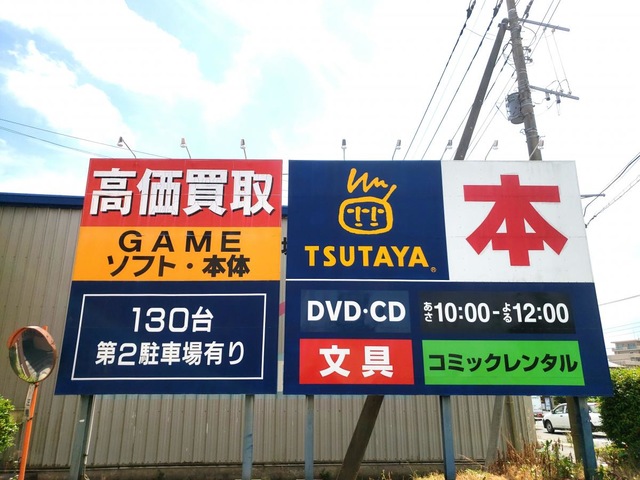 高価買取
GAME
ソフト・本体
130台
第2駐車場有り
TSUTAYA®
本
DVD・CD
あさ10:00-よる12:00
文具
コミックレンタル